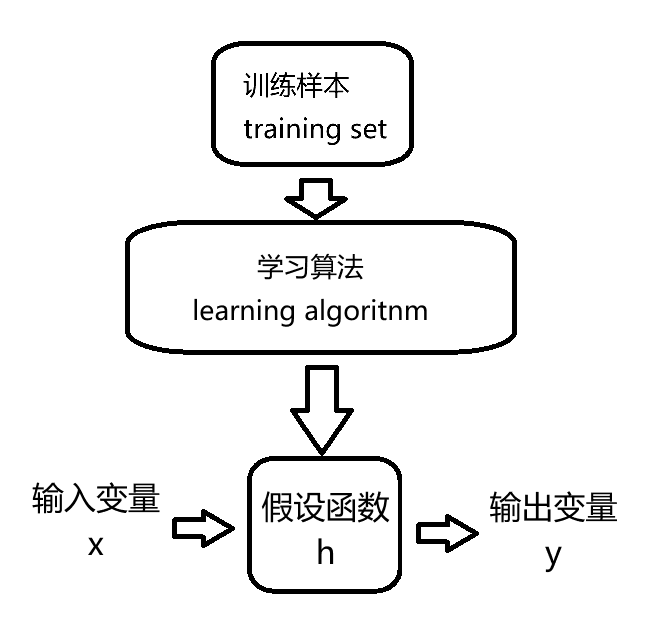 训练样本
training set
学习算法
learning algoritnm
输入变量
x
假设函数
h
输出变量
y